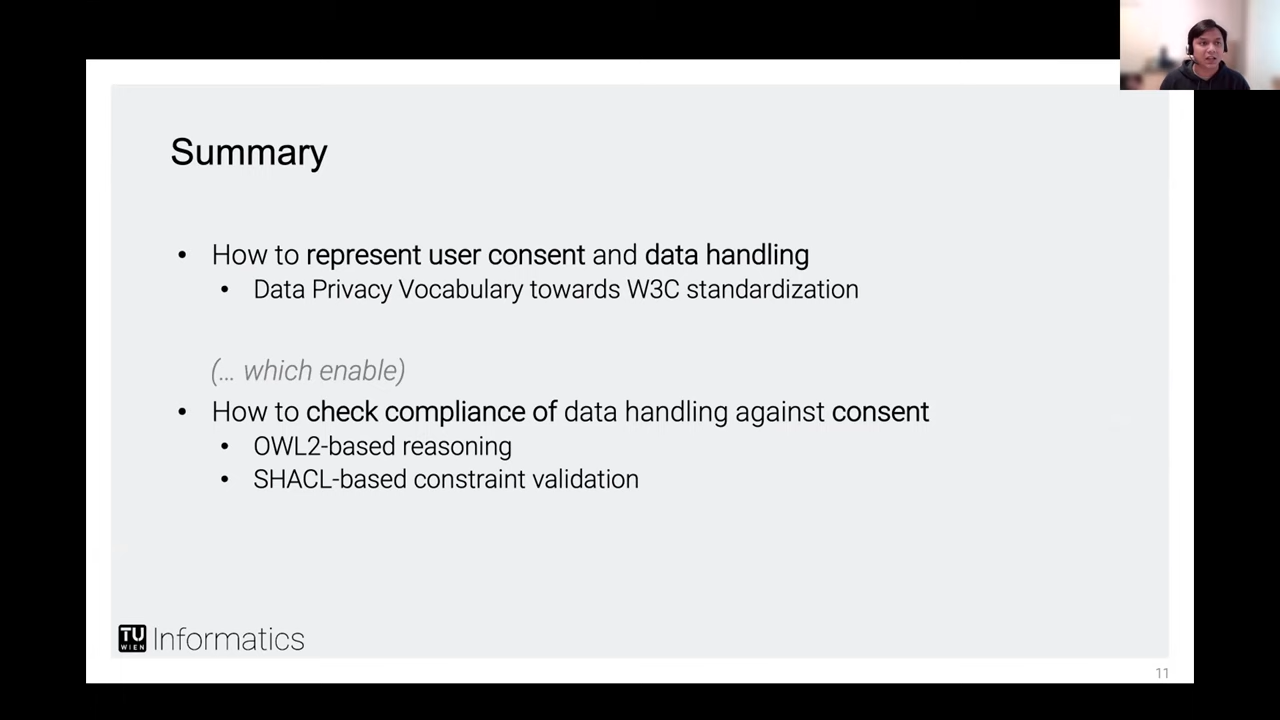 Summary
• How to represent user consent and data handling
• Data Privacy Vocabulary towards W3C standardization
(... which enable)
• How to check compliance of data handling against consent
• OWL2-based reasoning
• SHACL-based constraint validation
TU
WIEN
Informatics
11